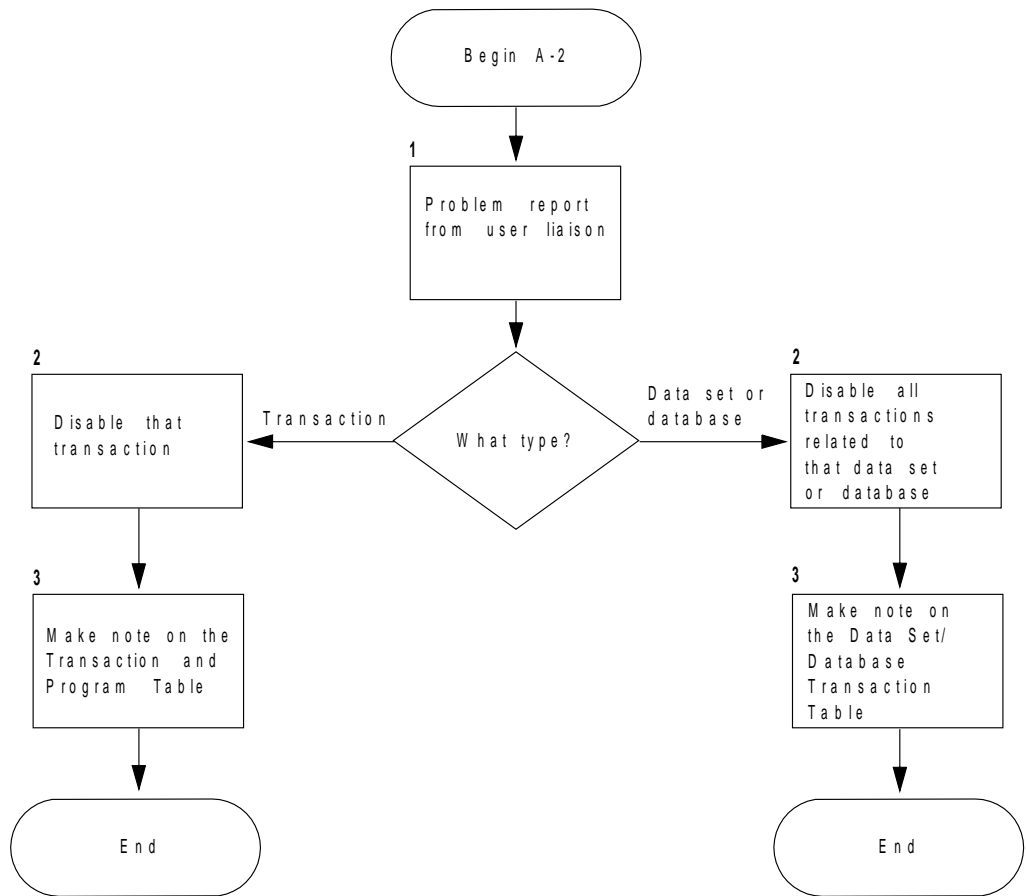 Begin A-2
1
Problem report
from user liaison
What type?
Transaction
Data set or
database
2
Disable that
transaction
3
Make note on the
Transaction and
Program Table
End
2
Disable all
transactions
related to
that data set
or database
3
Make note on
the Data Set/
Database
Transaction
Table
End